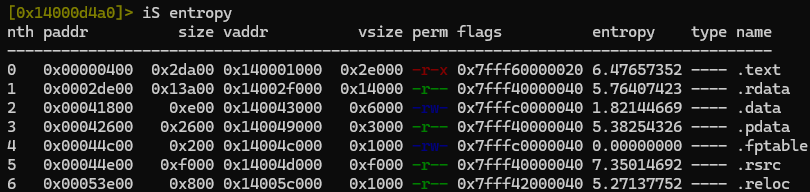 [0x14000d4a0]> iS entropy
nth paddr size vaddr vsize perm flags entropy type name
0 0x00000400 0x2da00 0x140001000 0x2e000 -r-x 0x7fff60000020 6.47657352 ---- .text
1 0x0002de00 0x13a00 0x14002f000 0x14000 -r-- 0x7fff40000040 5.76407423 ---- .rdata
2 0x00041800 0xe00 0x140043000 0x6000 -rw- 0x7fffc0000040 1.82144669 ---- .data
3 0x00042600 0x2600 0x140049000 0x3000 -r-- 0x7fff40000040 5.38254326 ---- .pdata
4 0x00044c00 0x200 0x14004c000 0x1000 -rw- 0x7fffc0000040 0.00000000 ---- .fptable
5 0x00044e00 0xf000 0x14004d000 0xf000 -r-- 0x7fff40000040 7.35014692 ---- .rsrc
6 0x00053e00 0x800 0x14005c000 0x1000 -r-- 0x7fff42000040 5.27137752 ---- .reloc